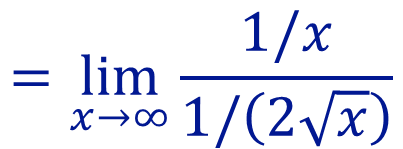 = lim x→∞ (1/x) / (1/(2√x))